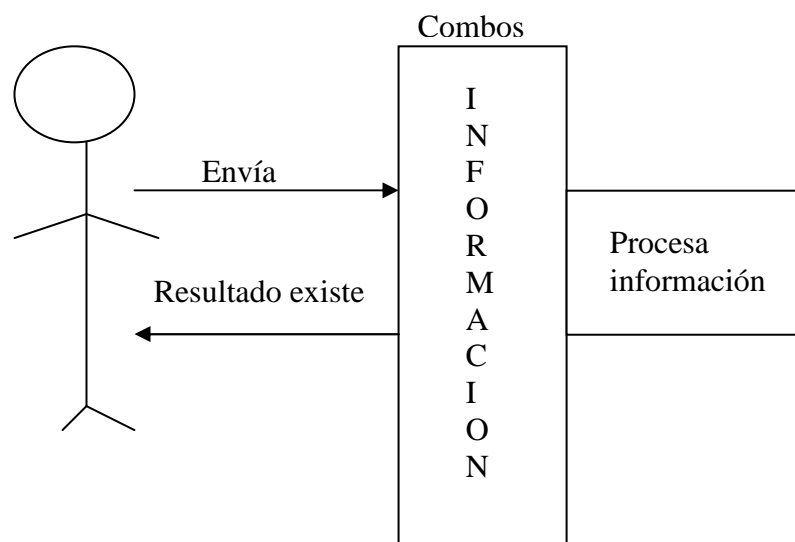 Combos
I
N
F
O
R
M
A
C
I
O
N
Envía
Resultado existe
Procesa
información